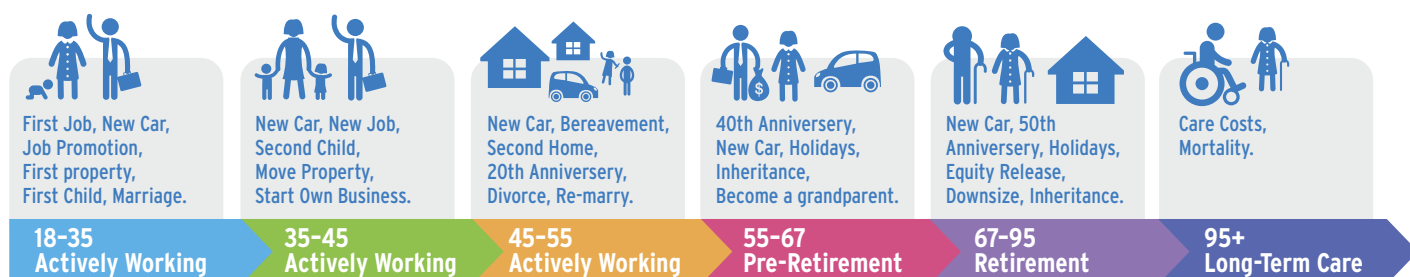 First Job, New Car,
Job Promotion,
First property,
First Child, Marriage.
18-35
Actively Working
New Car, New Job,
Second Child,
Move Property,
Start Own Business.
35-45
Actively Working
New Car, Bereavement,
Second Home,
20th Anniversery,
Divorce, Re-marry.
45-55
Actively Working
$
40th Anniversery,
New Car, Holidays,
Inheritance,
Become a grandparent.
55-67
Pre-Retirement
New Car, 50th
Anniversery, Holidays,
Equity Release,
Downsize, Inheritance.
67-95
Retirement
Care Costs,
Mortality.
95+
Long-Term Care